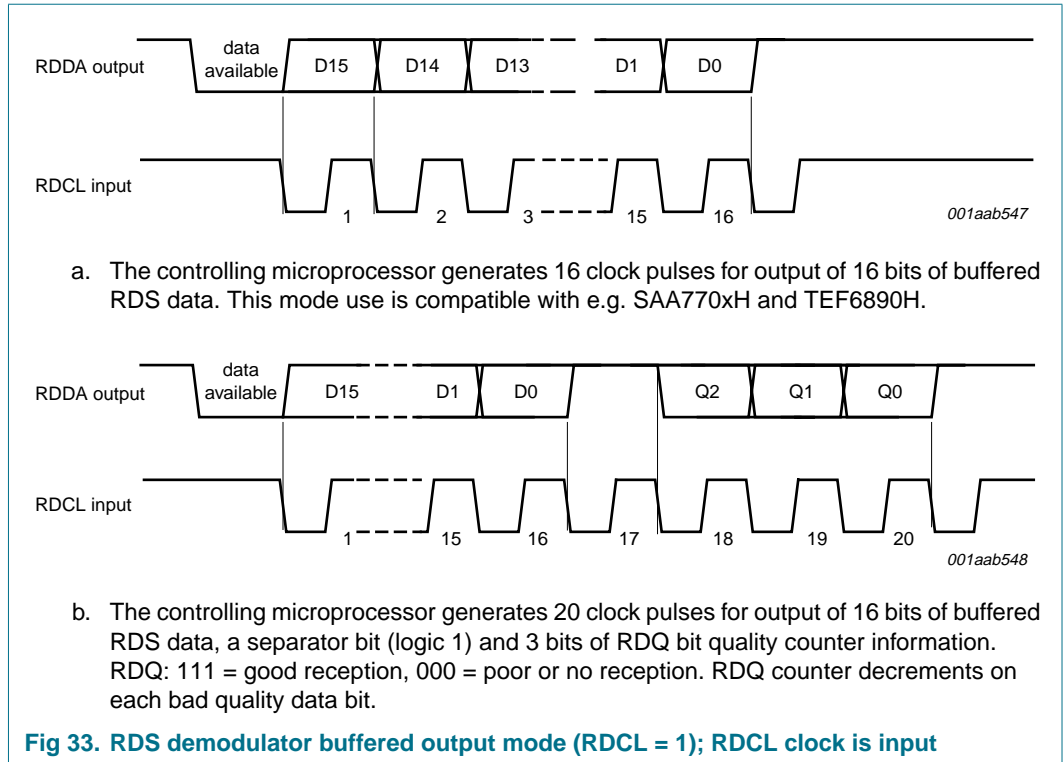 RDDA output
data
available
D15
D14
D13
D1
D0
RDCL input
1
2
3
15
16
001aab547
a. The controlling microprocessor generates 16 clock pulses for output of 16 bits of buffered
RDS data. This mode use is compatible with e.g. SAA770xH and TEF6890H.
RDDA output
data
available
D15
D1
D0
Q2
Q1
Q0
RDCL input
1
15
16
17
18
19
20
001aab548
b. The controlling microprocessor generates 20 clock pulses for output of 16 bits of buffered
RDS data, a separator bit (logic 1) and 3 bits of RDQ bit quality counter information.
RDQ: 111 = good reception, 000 = poor or no reception. RDQ counter decrements on
each bad quality data bit.
Fig 33. RDS demodulator buffered output mode (RDCL = 1); RDCL clock is input